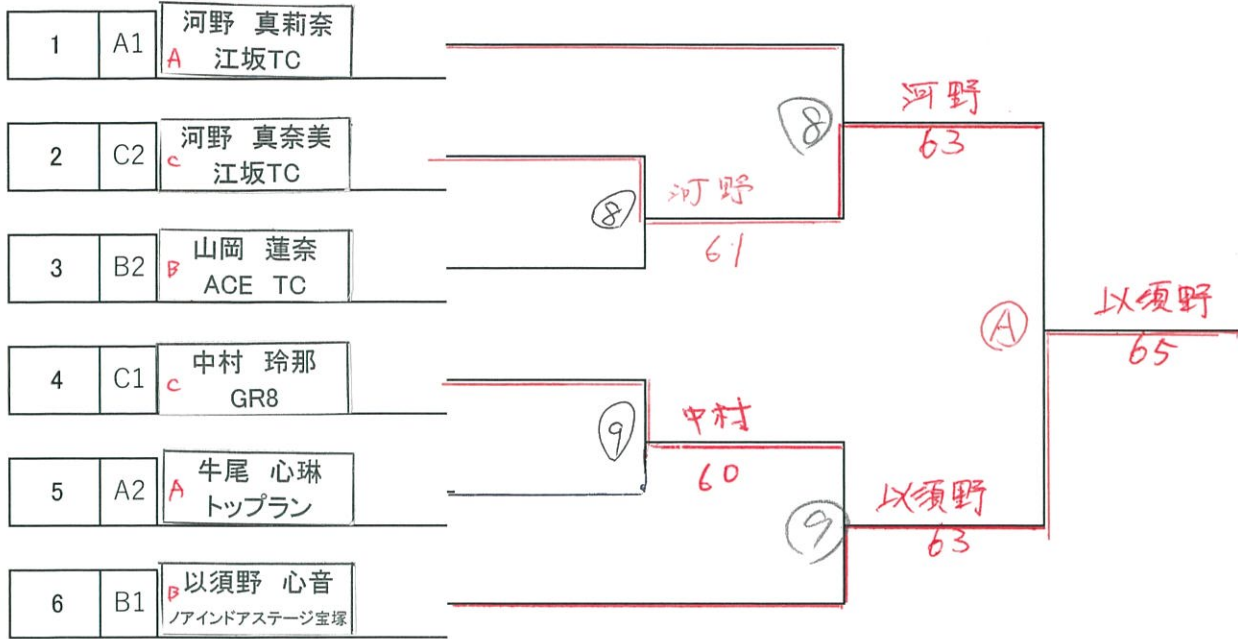 1 A1 河野 真莉奈
A 江坂TC
2 C2 河野 真奈美
C 江坂TC
3 B2 山岡 蓮奈
B ACE TC
4 C1 中村 玲那
C GR8
5 A2 牛尾 心琳
A トップラン
6 B1 以須野 心音
B ノアインドアステージ宝塚
⑧
河野
61
⑧
河野
63
⑨
中村
60
⑨
以須野
63
Ⓐ
以須野
65